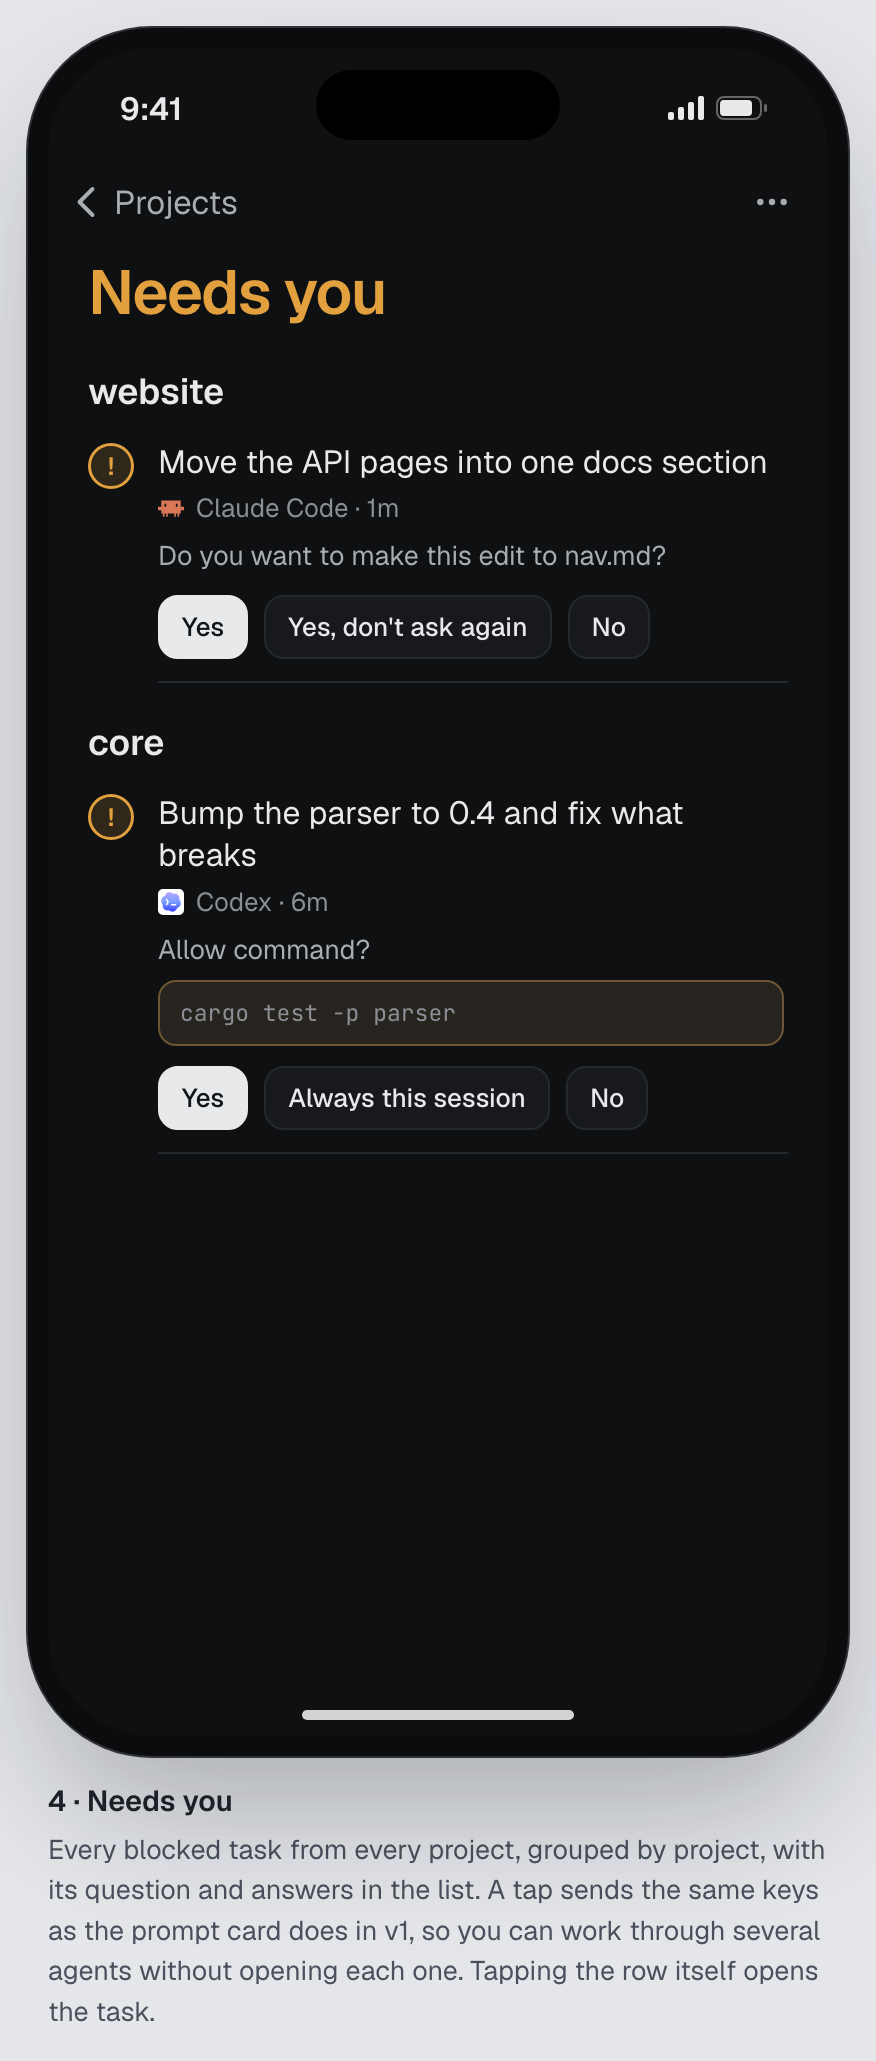 9:41
Projects
Needs you
website
!
Move the API pages into one docs section
Claude Code · 1m
Do you want to make this edit to nav.md?
Yes
Yes, don't ask again
No
core
!
Bump the parser to 0.4 and fix what
breaks
Codex · 6m
Allow command?
cargo test -p parser
Yes
Always this session
No
4 · Needs you
Every blocked task from every project, grouped by project, with
its question and answers in the list. A tap sends the same keys
as the prompt card does in v1, so you can work through several
agents without opening each one. Tapping the row itself opens
the task.